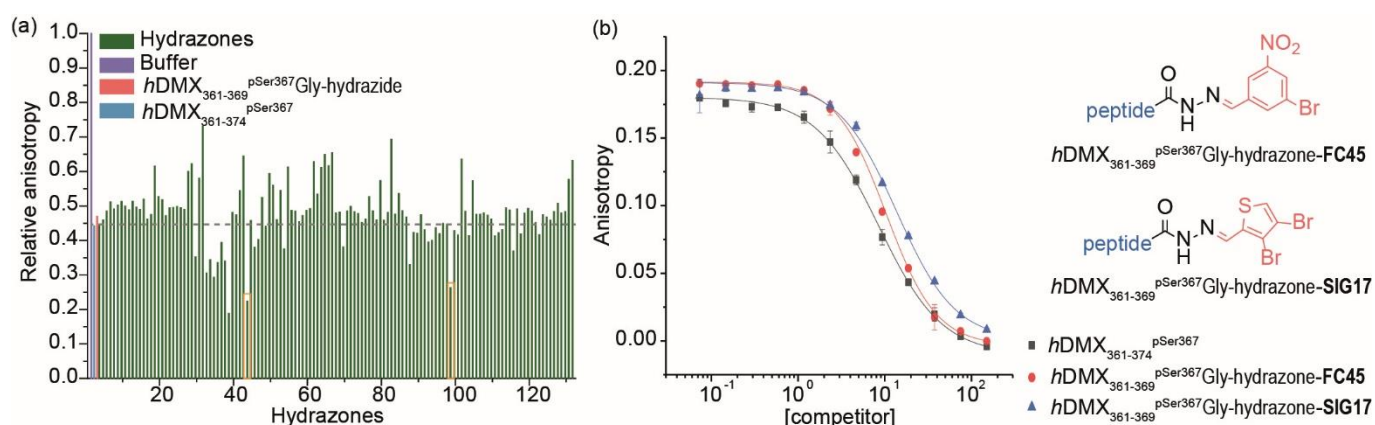 (a)
Relative anisotropy
1.0
0.9
0.8
0.7
0.6
0.5
0.4
0.3
0.2
0.1
0.0
Hydrazones
Buffer
hDMX361-369pSer367Gly-hydrazide
hDMX361-374pSer367
20 40 60 80 100 120
Hydrazones
(b)
Anisotropy
0.20
0.15
0.10
0.05
0.00
10-1 100 101 102
[competitor]
NO2
O
peptide N N Br
H
hDMX361-369pSer367Gly-hydrazone-FC45
S Br
O
peptide N N
H Br
hDMX361-369pSer367Gly-hydrazone-SIG17
hDMX361-374pSer367
hDMX361-369pSer367Gly-hydrazone-FC45
hDMX361-369pSer367Gly-hydrazone-SIG17